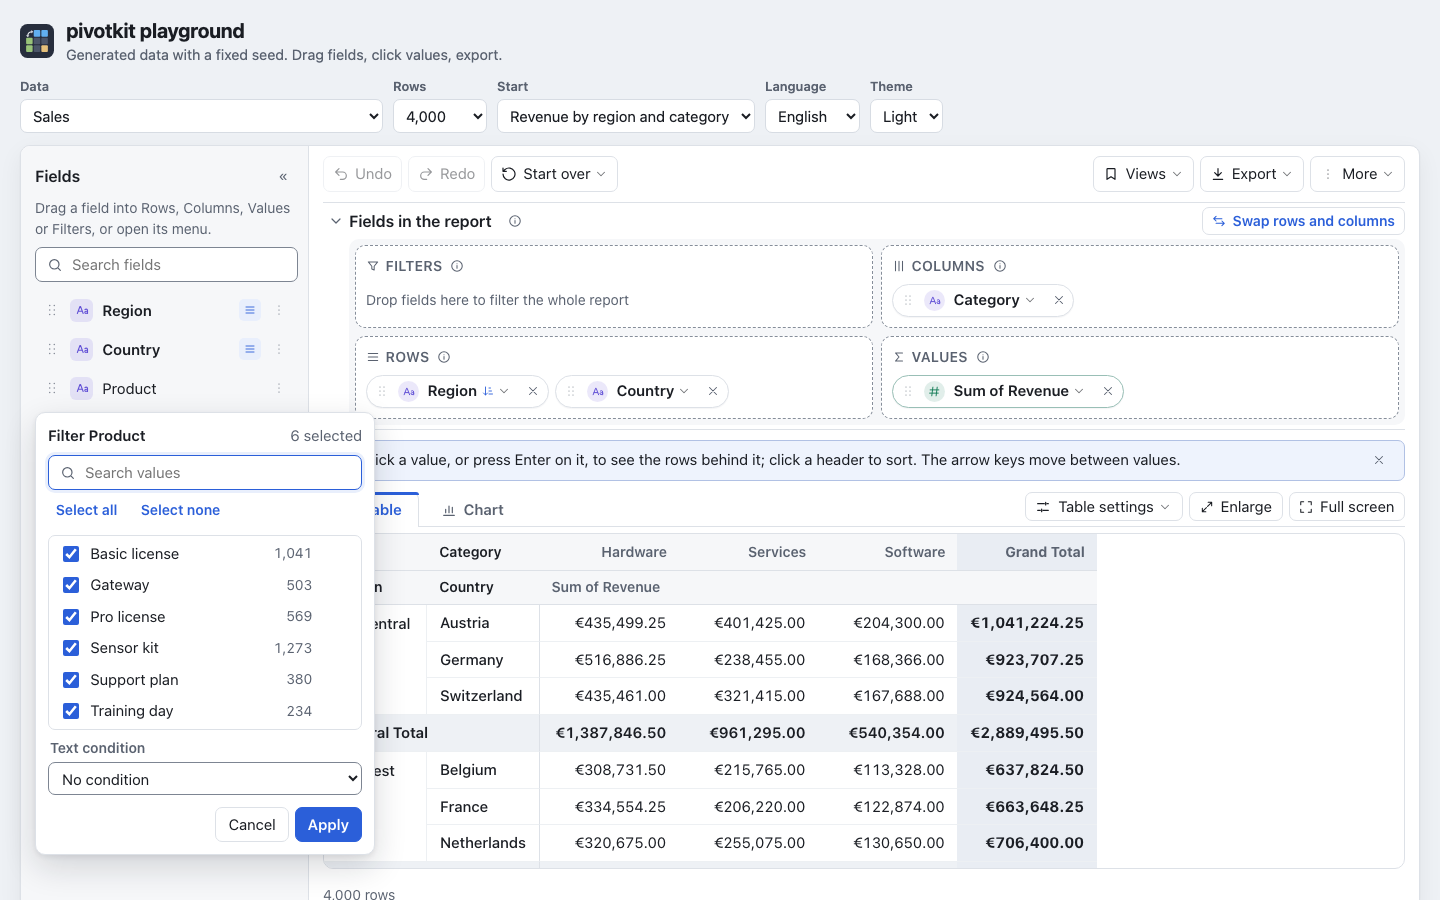 pivotkit playground
Generated data with a fixed seed. Drag fields, click values, export.
Data Rows Start Language Theme
Sales 4,000 Revenue by region and category English Light
Fields «
Drag a field into Rows, Columns, Values
or Filters, or open its menu.
Search fields
Aa Region
Aa Country
Aa Product
Undo Redo Start over Views Export More
Fields in the report Swap rows and columns
FILTERS
Drop fields here to filter the whole report
COLUMNS
Aa Category
ROWS
Aa Region Aa Country
Σ VALUES
# Sum of Revenue
Filter Product 6 selected
Search values
Select all Select none
Basic license 1,041
Gateway 503
Pro license 569
Sensor kit 1,273
Support plan 380
Training day 234
Text condition
No condition
Cancel Apply
ick a value, or press Enter on it, to see the rows behind it; click a header to sort. The arrow keys move between values.
able Chart Table settings Enlarge Full screen
Category Hardware Services Software Grand Total
n Country Sum of Revenue
entral Austria €435,499.25 €401,425.00 €204,300.00 €1,041,224.25
Germany €516,886.25 €238,455.00 €168,366.00 €923,707.25
Switzerland €435,461.00 €321,415.00 €167,688.00 €924,564.00
ral Total €1,387,846.50 €961,295.00 €540,354.00 €2,889,495.50
est Belgium €308,731.50 €215,765.00 €113,328.00 €637,824.50
France €334,554.25 €206,220.00 €122,874.00 €663,648.25
Netherlands €320,675.00 €255,075.00 €130,650.00 €706,400.00
4,000 rows